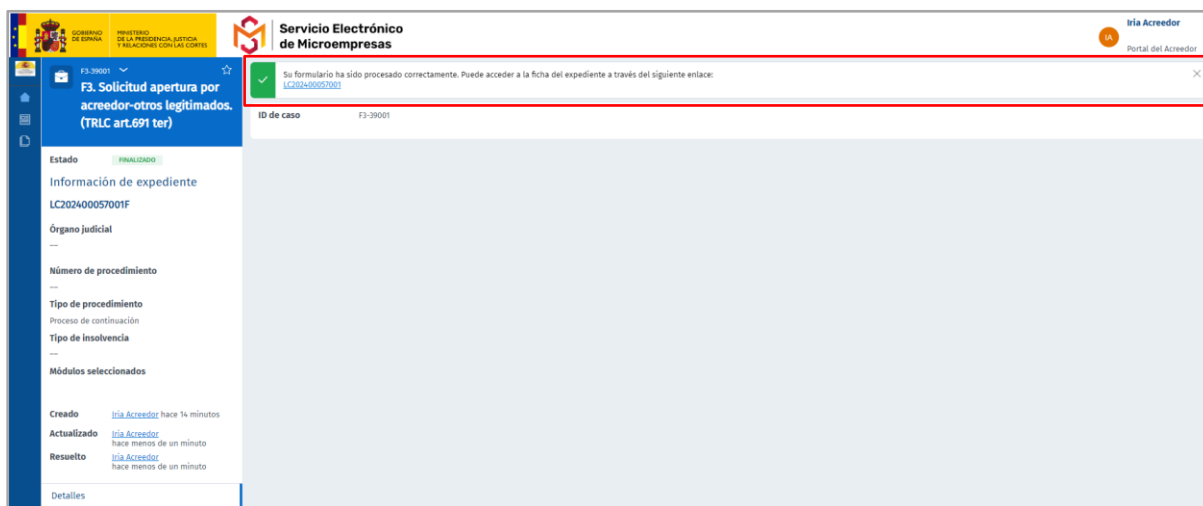 GOBIERNO
DE ESPAÑA
MINISTERIO
DE LA PRESIDENCIA, JUSTICIA
Y RELACIONES CON LAS CORTES
Servicio Electrónico
de Microempresas
IA
Iria Acreedor
Portal del Acreedor
F3-39001
F3. Solicitud apertura por
acreedor-otros legitimados.
(TRLC art.691 ter)
Su formulario ha sido procesado correctamente. Puede acceder a la ficha del expediente a través del siguiente enlace:
LC202400057001
ID de caso F3-39001
Estado FINALIZADO
Información de expediente
LC202400057001F
Órgano judicial
---
Número de procedimiento
---
Tipo de procedimiento
Proceso de continuación
Tipo de insolvencia
---
Módulos seleccionados
Creado Iria Acreedor hace 14 minutos
Actualizado Iria Acreedor
hace menos de un minuto
Resuelto Iria Acreedor
hace menos de un minuto
Detalles